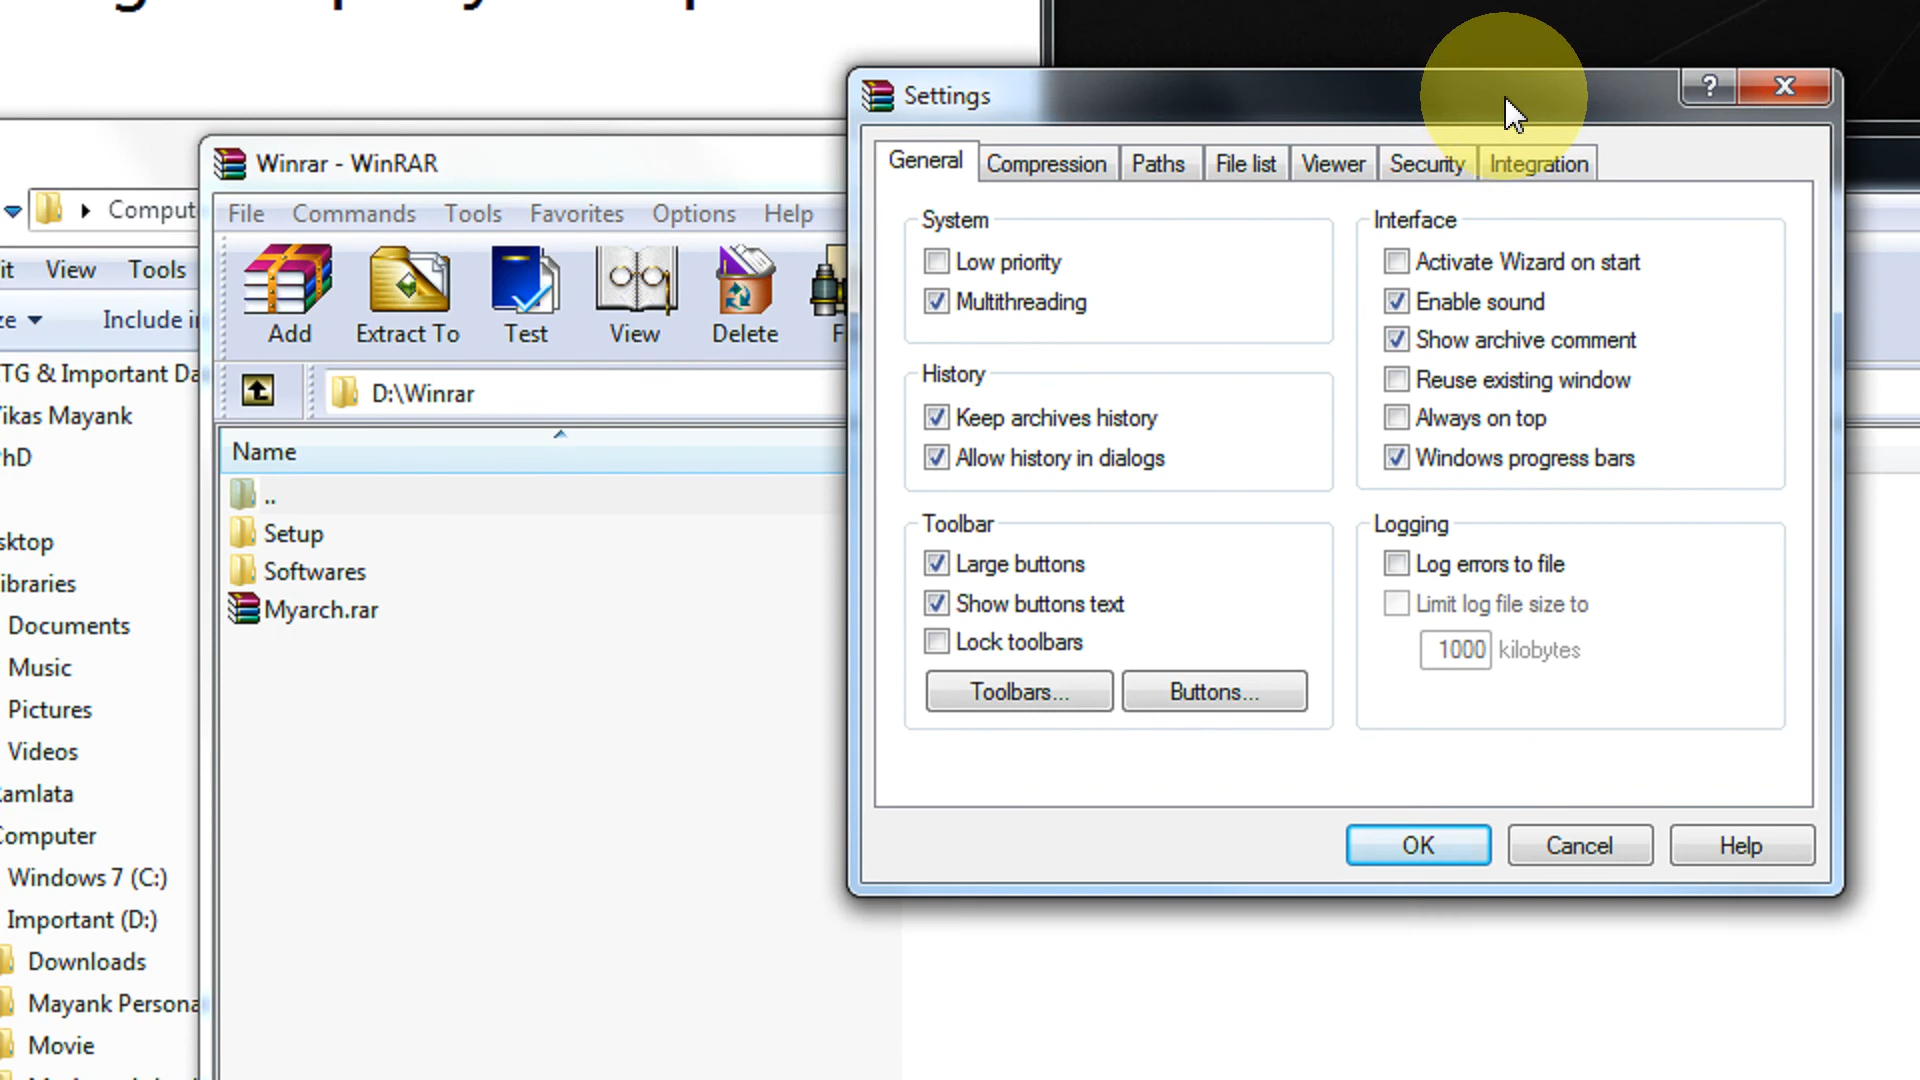 Settings
General
Compression
Paths
File list
Viewer
Security
Integration
System
Low priority
Multithreading
History
Keep archives history
Allow history in dialogs
Toolbar
Large buttons
Show buttons text
Lock toolbars
Toolbars...
Buttons...
Interface
Activate Wizard on start
Enable sound
Show archive comment
Reuse existing window
Always on top
Windows progress bars
Logging
Log errors to file
Limit log file size to
1000 kilobytes
OK
Cancel
Help
Winrar - WinRAR
File Commands Tools Favorites Options Help
Add
Extract To
Test
View
Delete
F
D:\Winrar
Name
..
Setup
Softwares
Myarch.rar
Comput
it View Tools
ze
Include i
TG & Important Da
ikas Mayank
hD
sktop
ibraries
Documents
Music
Pictures
Videos
amlata
Computer
Windows 7 (C:)
Important (D:)
Downloads
Mayank Persona
Movie